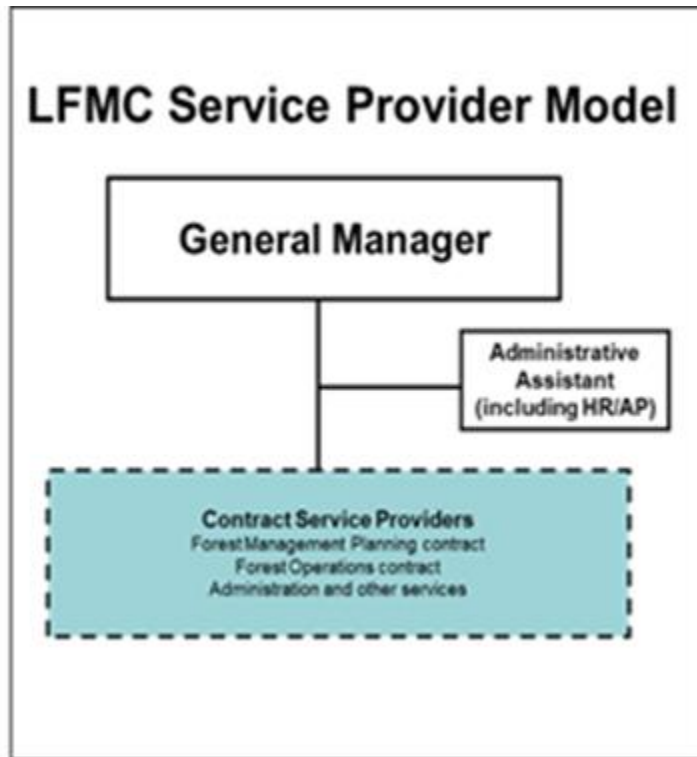 LFMC Service Provider Model
General Manager
Administrative
Assistant
(including HR/AP)
Contract Service Providers
Forest Management Planning contract
Forest Operations contract
Administration and other services